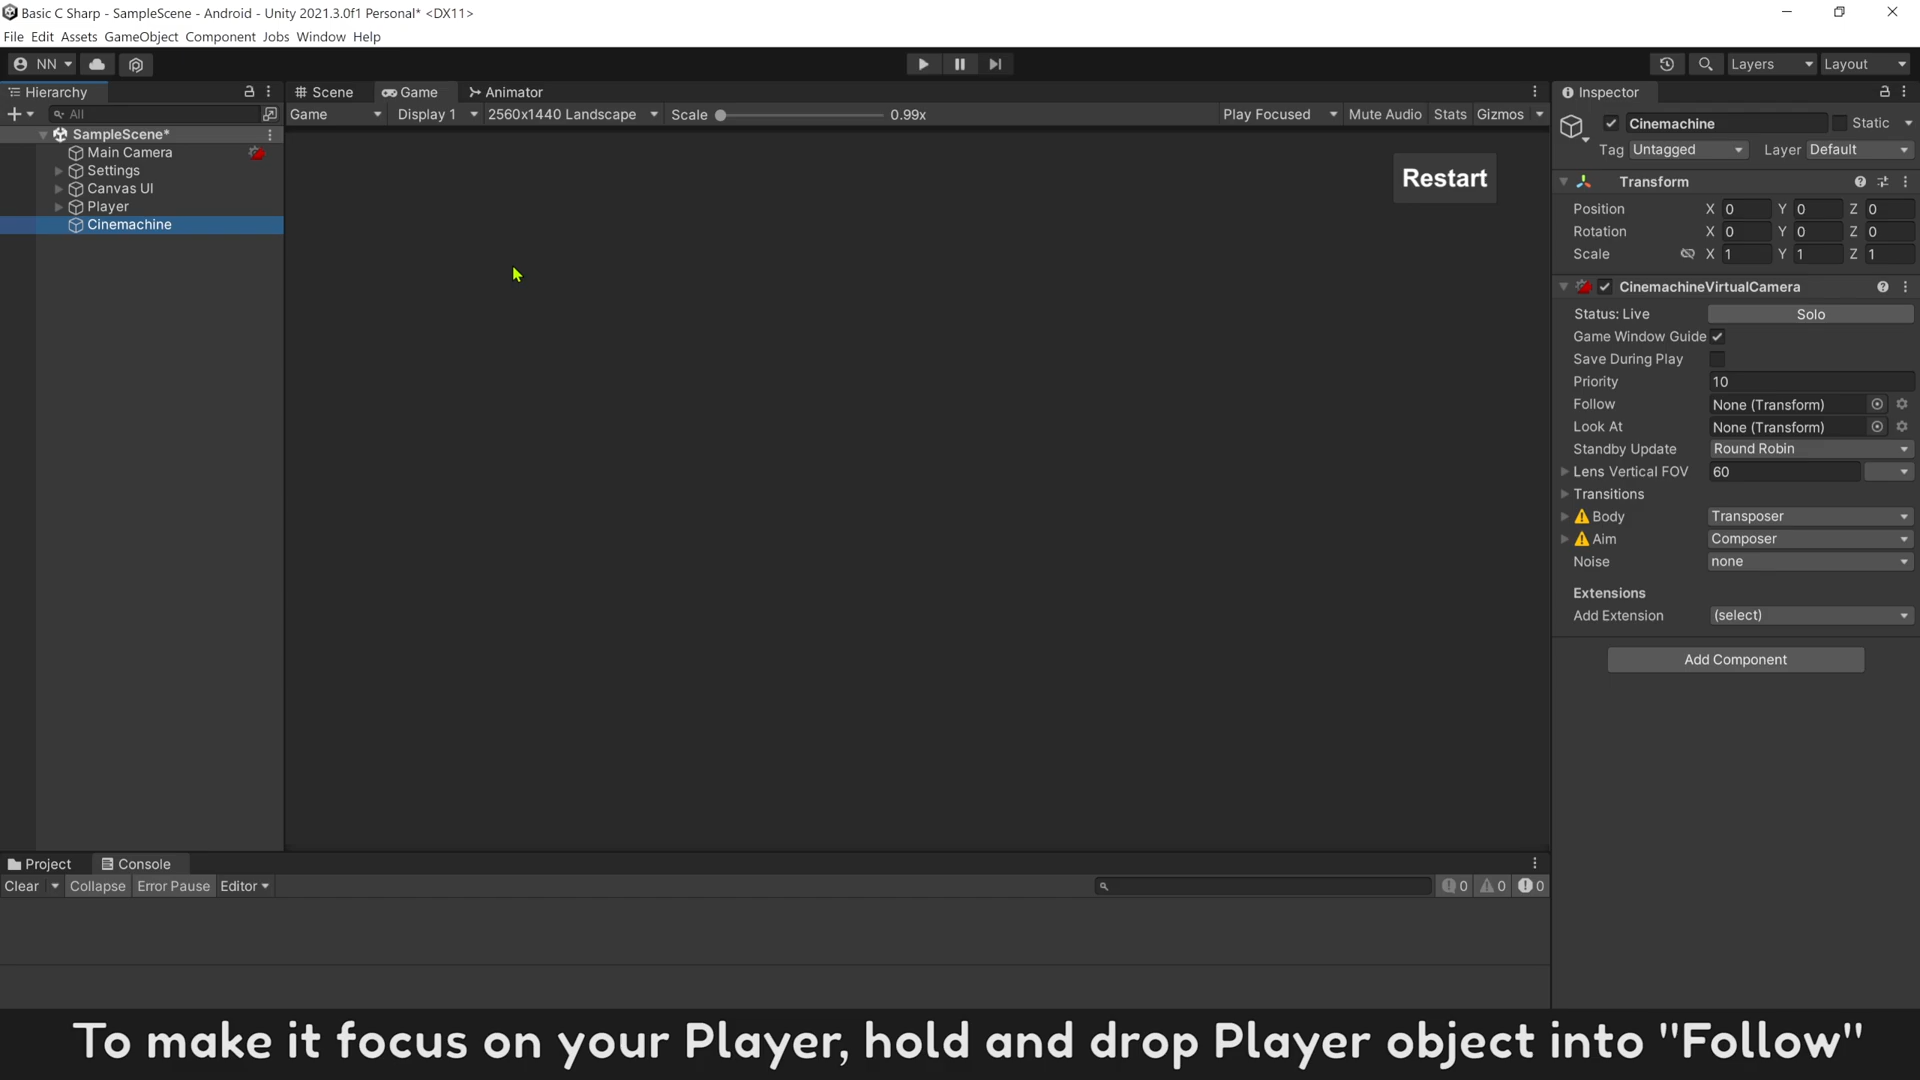 Basic C Sharp - SampleScene - Android - Unity 2021.3.0f1 Personal* <DX11>
File Edit Assets GameObject Component Jobs Window Help
NN Layers Layout
Hierarchy
All
SampleScene*
Main Camera
Settings
Canvas UI
Player
Cinemachine
Scene Game Animator
Game Display 1 2560x1440 Landscape Scale 0.99x Play Focused Mute Audio Stats Gizmos
Restart
Inspector
Cinemachine Static
Tag Untagged Layer Default
Transform
Position X 0 Y 0 Z 0
Rotation X 0 Y 0 Z 0
Scale X 1 Y 1 Z 1
CinemachineVirtualCamera
Status: Live Solo
Game Window Guide
Save During Play
Priority 10
Follow None (Transform)
Look At None (Transform)
Standby Update Round Robin
Lens Vertical FOV 60
Transitions
Body Transposer
Aim Composer
Noise none
Extensions
Add Extension (select)
Add Component
Project Console
Clear Collapse Error Pause Editor 0 0 0
To make it focus on your Player, hold and drop Player object into "Follow"